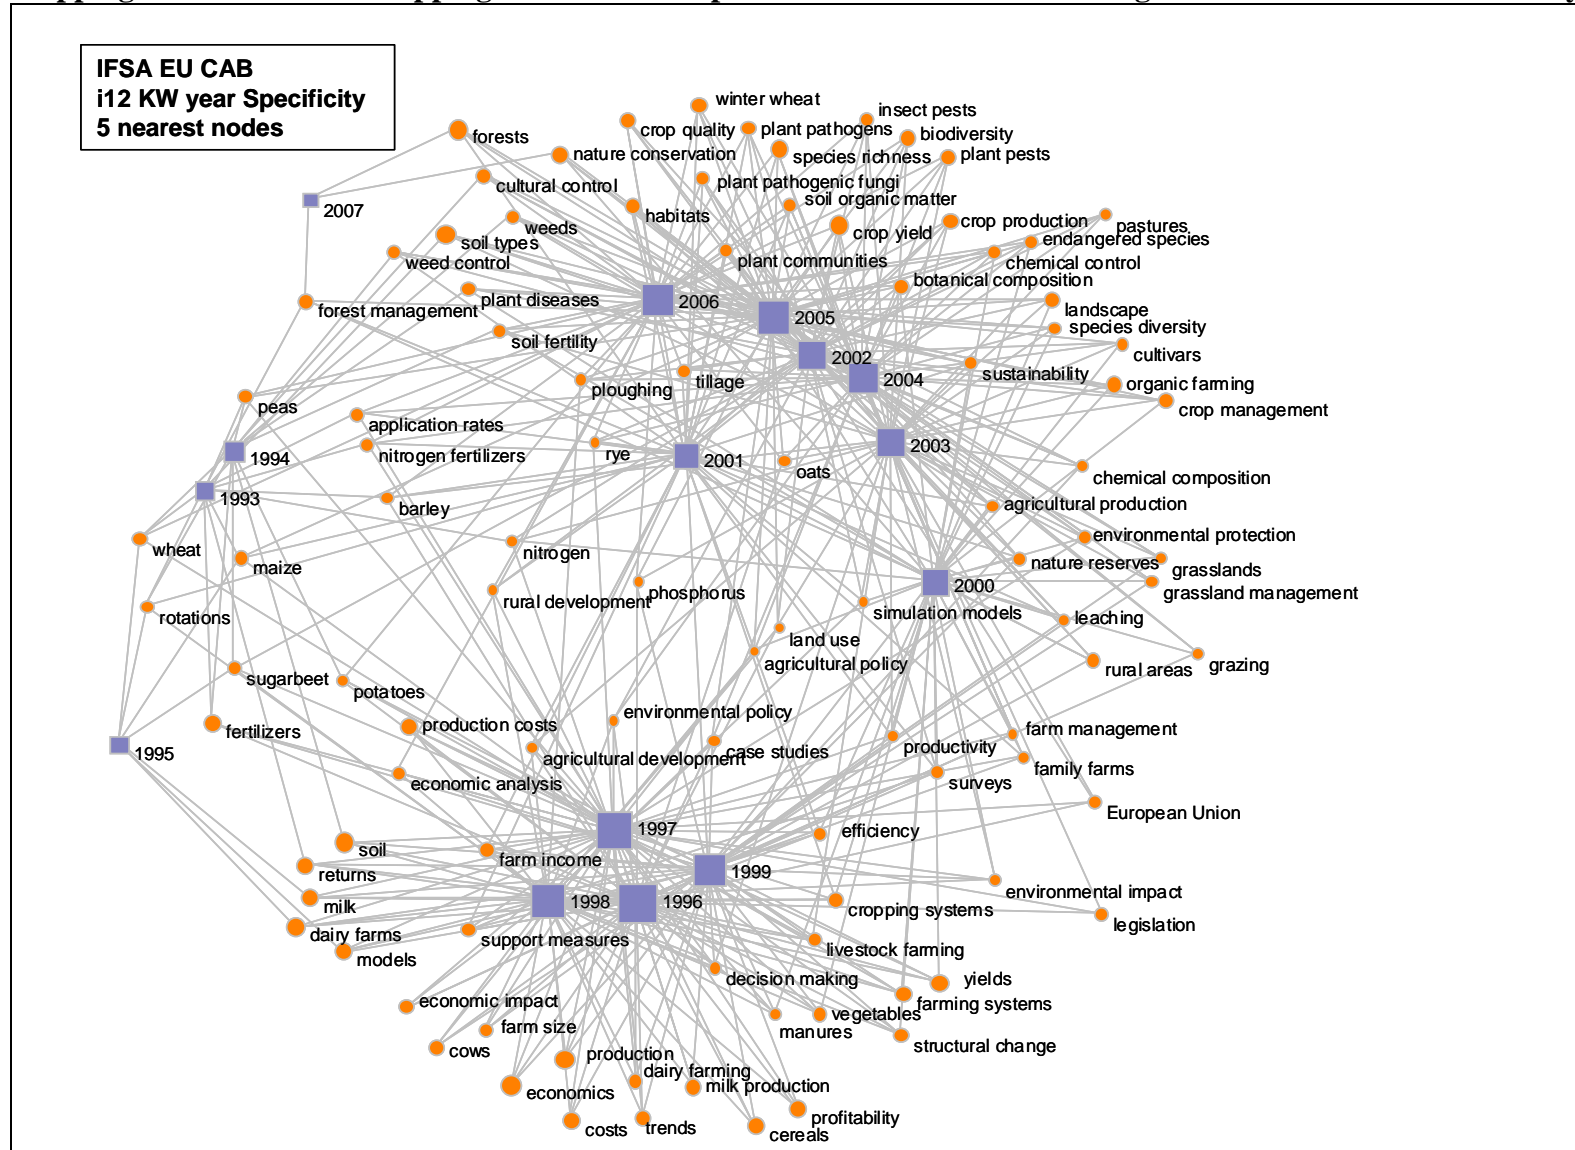 IFSA EU CAB
i12 KW year Specificity
5 nearest nodes
winter wheat
insect pests
forests
crop quality
plant pathogens
biodiversity
nature conservation
species richness
plant pests
cultural control
plant pathogenic fungi
soil organic matter
2007
habitats
weeds
crop yield
crop production
pastures
soil types
endangered species
weed control
plant communities
chemical control
botanical composition
plant diseases
2006
forest management
2005
landscape
species diversity
soil fertility
2002
cultivars
ploughing
tillage
2004
sustainability
organic farming
peas
crop management
application rates
1994
nitrogen fertilizers
rye
2001
2003
oats
chemical composition
1993
barley
agricultural production
wheat
nitrogen
environmental protection
maize
nature reserves
grasslands
2000
rural development
phosphorus
grassland management
rotations
simulation models
leaching
land use
sugarbeet
potatoes
agricultural policy
rural areas
grazing
fertilizers
production costs
environmental policy
farm management
1995
agricultural development
case studies
productivity
family farms
economic analysis
surveys
European Union
1997
efficiency
soil
farm income
returns
1999
environmental impact
milk
1998
1996
cropping systems
legislation
dairy farms
support measures
livestock farming
models
decision making
yields
economic impact
farming systems
farm size
manures
vegetables
cows
structural change
production
dairy farming
economics
milk production
costs
trends
profitability
cereals